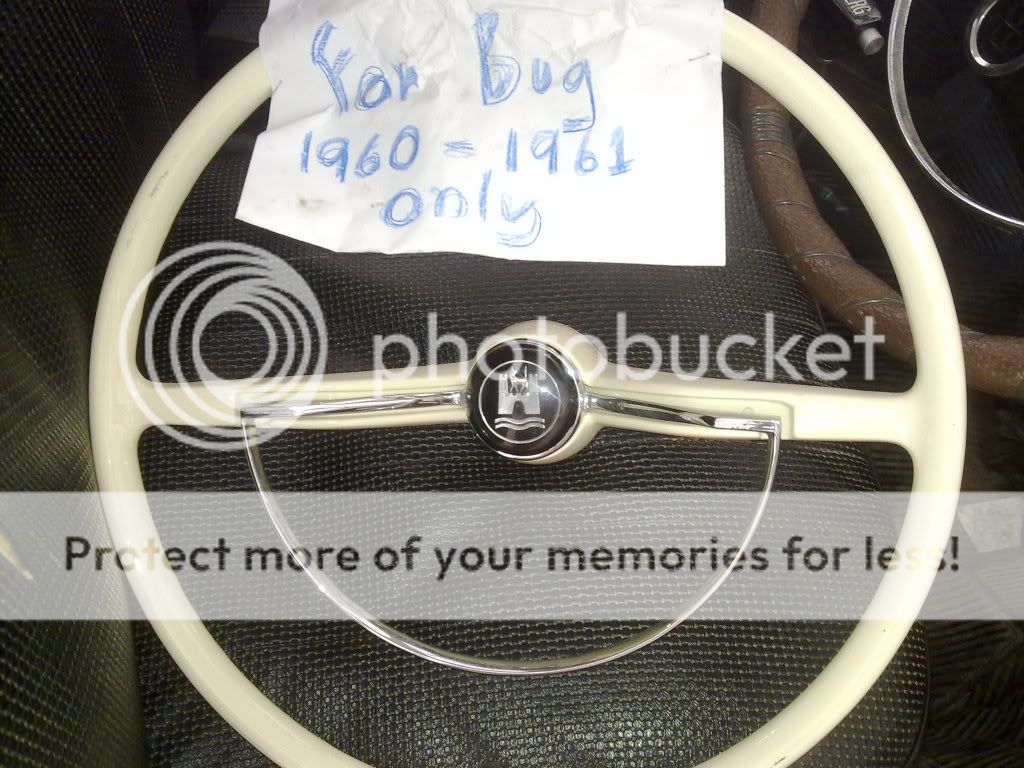 For Bug
1960 = 1961
only
photobucket
Protect more of your memories for less!